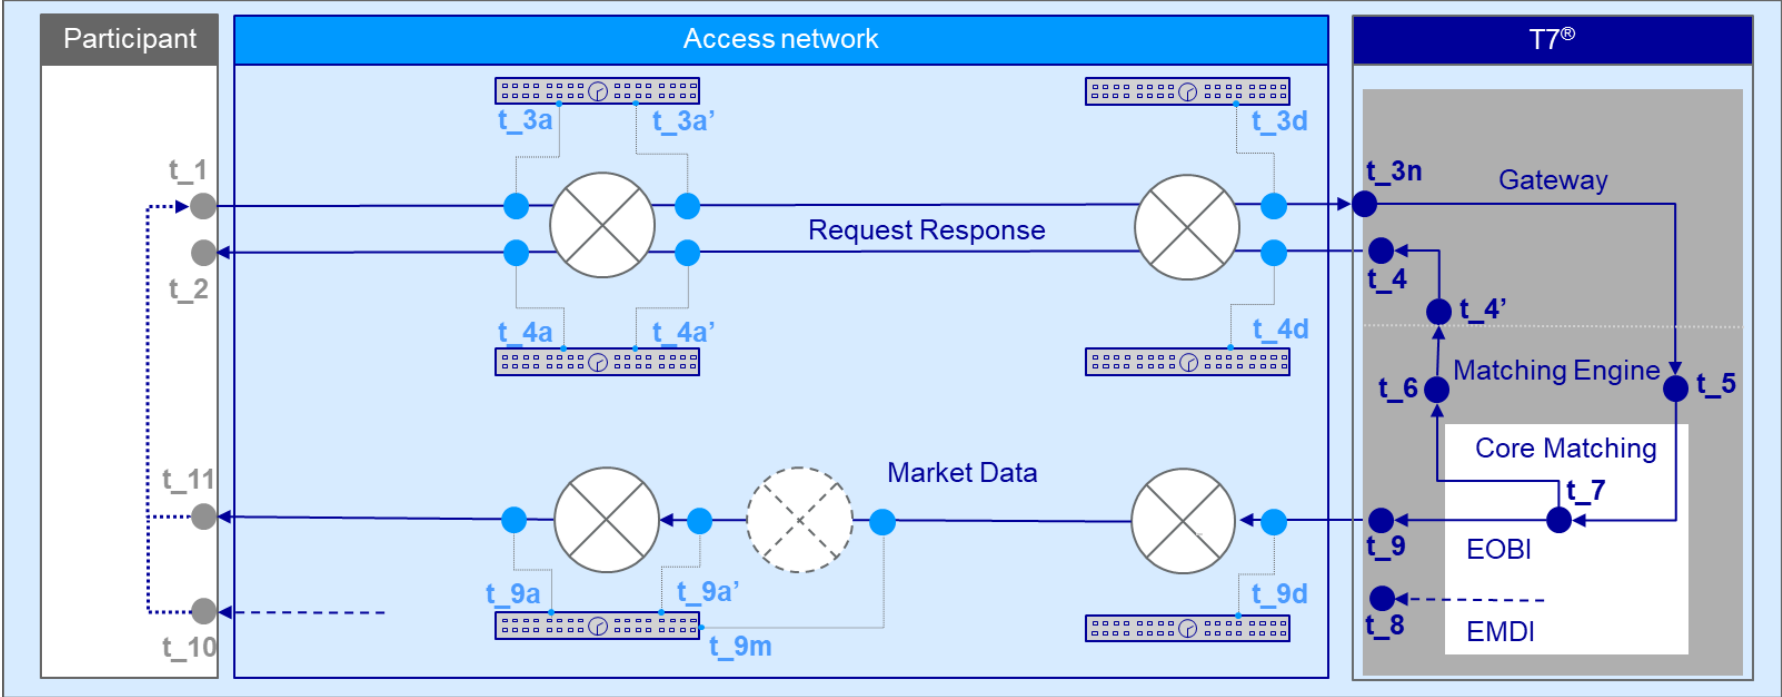 Participant
Access network
T7®
t_3a
t_3a’
t_3d
t_1
t_3n
Gateway
Request Response
t_2
t_4
t_4’
t_4a
t_4a’
t_4d
Matching Engine
t_6
t_5
Core Matching
t_11
Market Data
t_7
t_9
EOBI
t_9a
t_9a’
t_9d
t_8
EMDI
t_10
t_9m